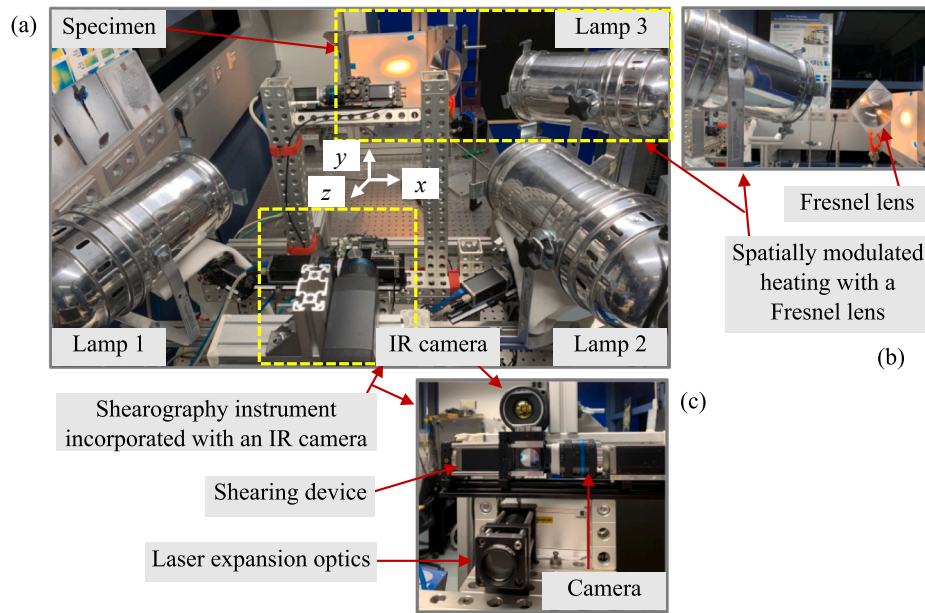 (a)
Specimen
Lamp 3
y
z
x
Lamp 1
IR camera
Lamp 2
Fresnel lens
Spatially modulated
heating with a
Fresnel lens
(b)
Shearography instrument
incorporated with an IR camera
(c)
Shearing device
Laser expansion optics
Camera